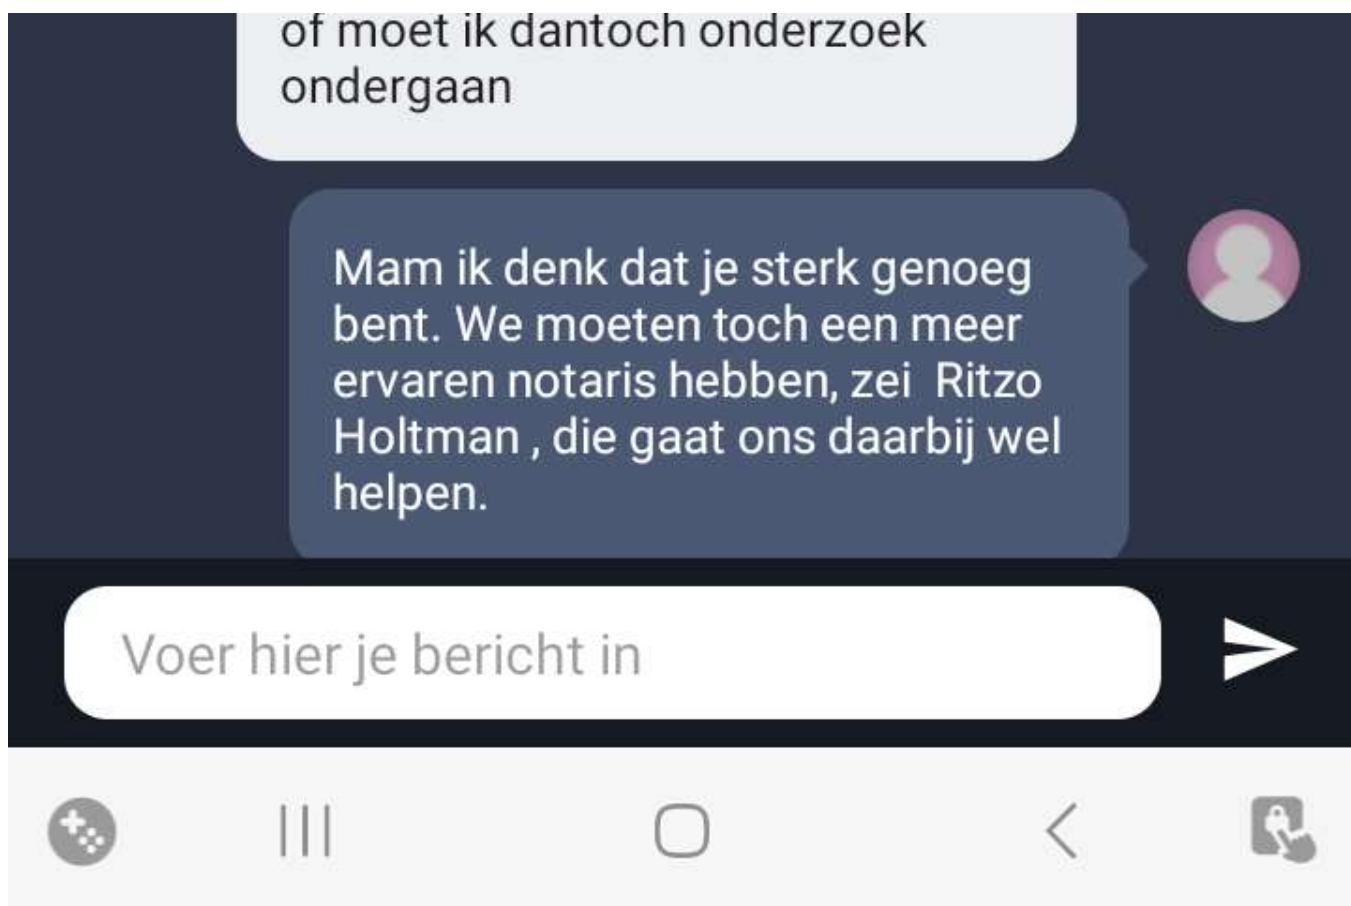 of moet ik dantoch onderzoek
ondergaan
Mam ik denk dat je sterk genoeg
bent. We moeten toch een meer
ervaren notaris hebben, zei  Ritzo
Holtman , die gaat ons daarbij wel
helpen.
Voer hier je bericht in